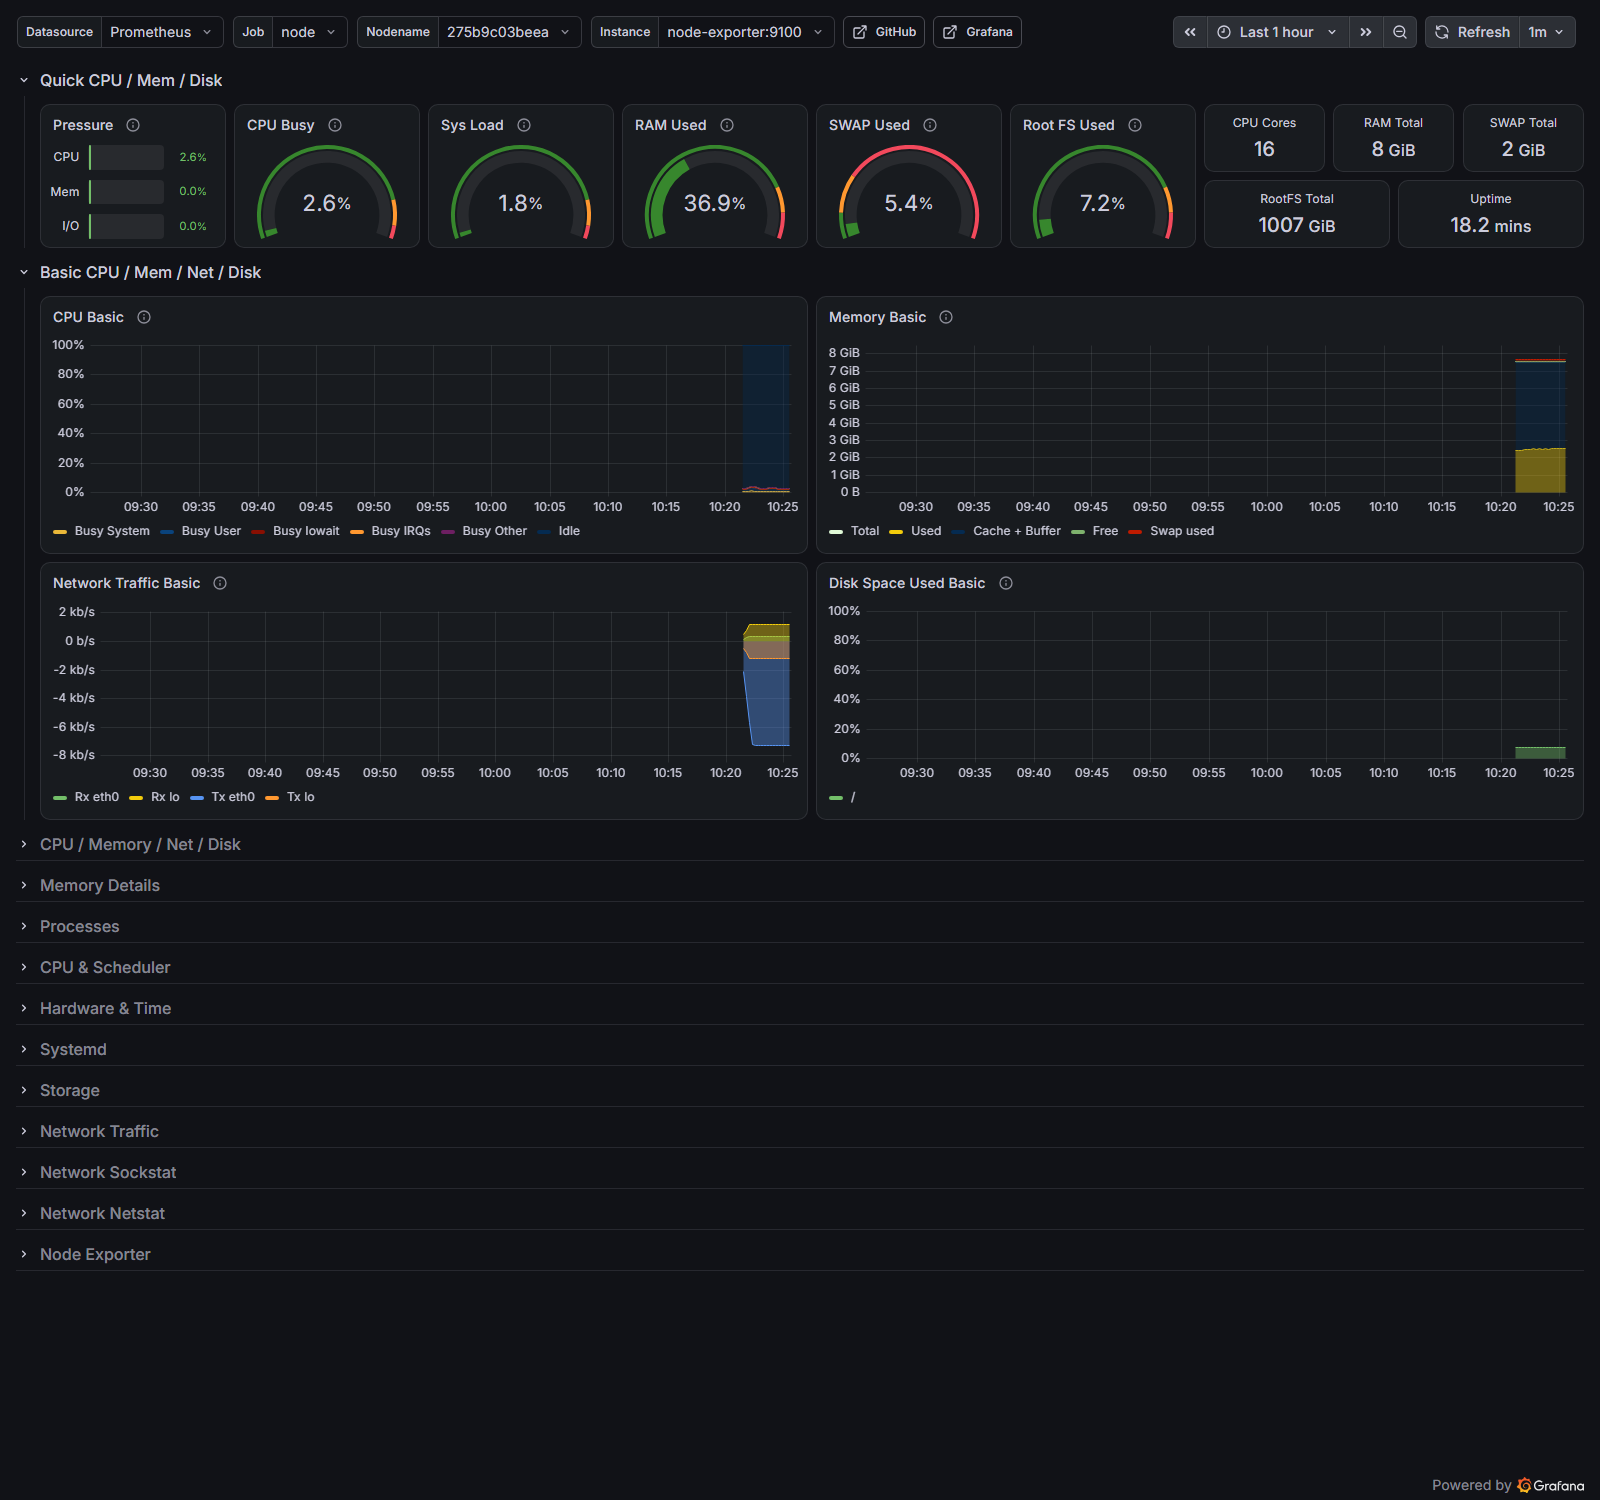 Datasource Prometheus Job node Nodename 275b9c03beea Instance node-exporter:9100 GitHub Grafana Last 1 hour Refresh 1m
Quick CPU / Mem / Disk
Pressure
CPU 2.6%
Mem 0.0%
I/O 0.0%
CPU Busy
2.6%
Sys Load
1.8%
RAM Used
36.9%
SWAP Used
5.4%
Root FS Used
7.2%
CPU Cores
16
RAM Total
8 GiB
SWAP Total
2 GiB
RootFS Total
1007 GiB
Uptime
18.2 mins
Basic CPU / Mem / Net / Disk
CPU Basic
100%
80%
60%
40%
20%
0%
09:30 09:35 09:40 09:45 09:50 09:55 10:00 10:05 10:10 10:15 10:20 10:25
Busy System Busy User Busy Iowait Busy IRQs Busy Other Idle
Memory Basic
8 GiB
7 GiB
6 GiB
5 GiB
4 GiB
3 GiB
2 GiB
1 GiB
0 B
09:30 09:35 09:40 09:45 09:50 09:55 10:00 10:05 10:10 10:15 10:20 10:25
Total Used Cache + Buffer Free Swap used
Network Traffic Basic
2 kb/s
0 b/s
-2 kb/s
-4 kb/s
-6 kb/s
-8 kb/s
09:30 09:35 09:40 09:45 09:50 09:55 10:00 10:05 10:10 10:15 10:20 10:25
Rx eth0 Rx lo Tx eth0 Tx lo
Disk Space Used Basic
100%
80%
60%
40%
20%
0%
09:30 09:35 09:40 09:45 09:50 09:55 10:00 10:05 10:10 10:15 10:20 10:25
/
CPU / Memory / Net / Disk
Memory Details
Processes
CPU & Scheduler
Hardware & Time
Systemd
Storage
Network Traffic
Network Sockstat
Network Netstat
Node Exporter
Powered by Grafana